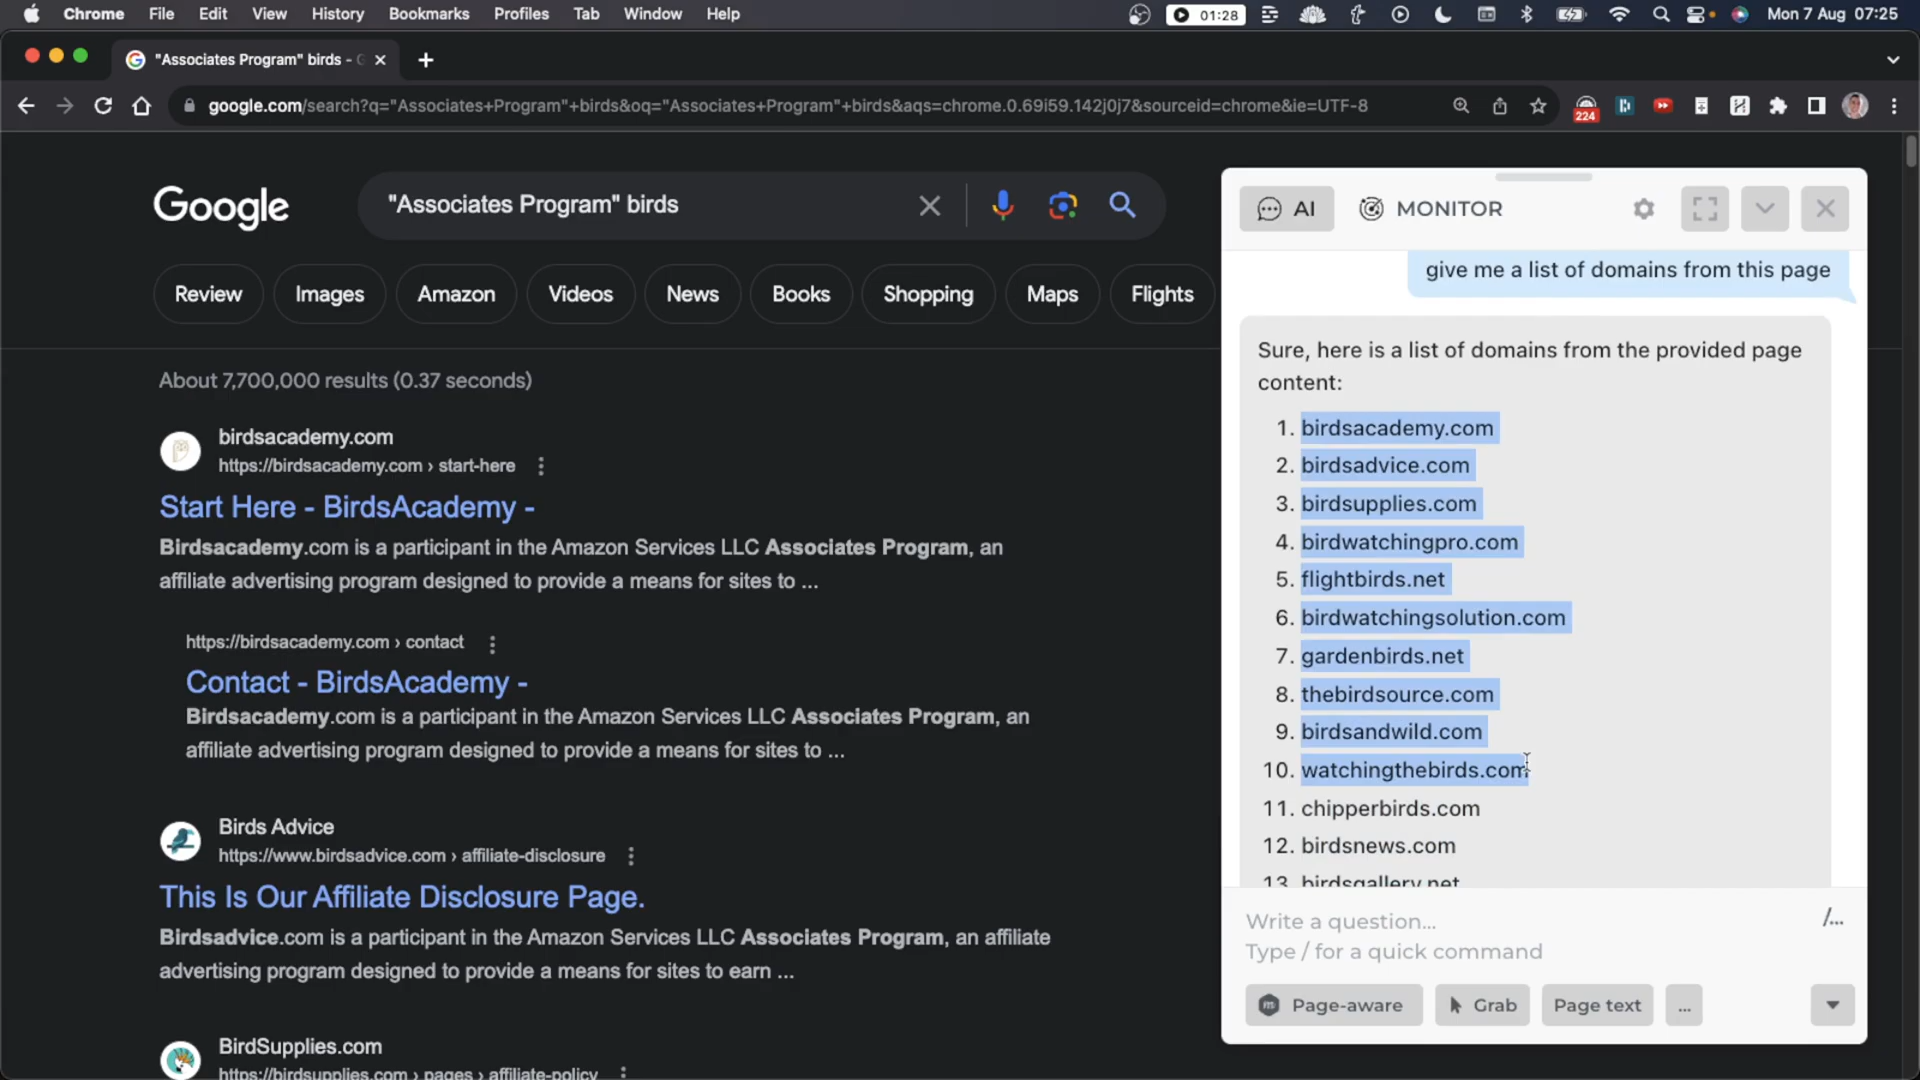 Chrome File Edit View History Bookmarks Profiles Tab Window Help 01:28 Mon 7 Aug 07:25
"Associates Program" birds - G
google.com/search?q="Associates+Program"+birds&oq="Associates+Program"+birds&aqs=chrome.0.69i59.142j0j7&sourceid=chrome&ie=UTF-8
224
Google
"Associates Program" birds
Review Images Amazon Videos News Books Shopping Maps Flights
About 7,700,000 results (0.37 seconds)
birdsacademy.com
https://birdsacademy.com › start-here
Start Here - BirdsAcademy -
Birdsacademy.com is a participant in the Amazon Services LLC Associates Program, an
affiliate advertising program designed to provide a means for sites to ...
https://birdsacademy.com › contact
Contact - BirdsAcademy -
Birdsacademy.com is a participant in the Amazon Services LLC Associates Program, an
affiliate advertising program designed to provide a means for sites to ...
Birds Advice
https://www.birdsadvice.com › affiliate-disclosure
This Is Our Affiliate Disclosure Page.
Birdsadvice.com is a participant in the Amazon Services LLC Associates Program, an affiliate
advertising program designed to provide a means for sites to earn ...
BirdSupplies.com
https://birdsupplies.com › pages › affiliate-policy
AI MONITOR
give me a list of domains from this page
Sure, here is a list of domains from the provided page
content:
1. birdsacademy.com
2. birdsadvice.com
3. birdsupplies.com
4. birdwatchingpro.com
5. flightbirds.net
6. birdwatchingsolution.com
7. gardenbirds.net
8. thebirdsource.com
9. birdsandwild.com
10. watchingthebirds.com
11. chipperbirds.com
12. birdsnews.com
13. birdsgallery.net
Write a question...
/...
Type / for a quick command
Page-aware Grab Page text ...